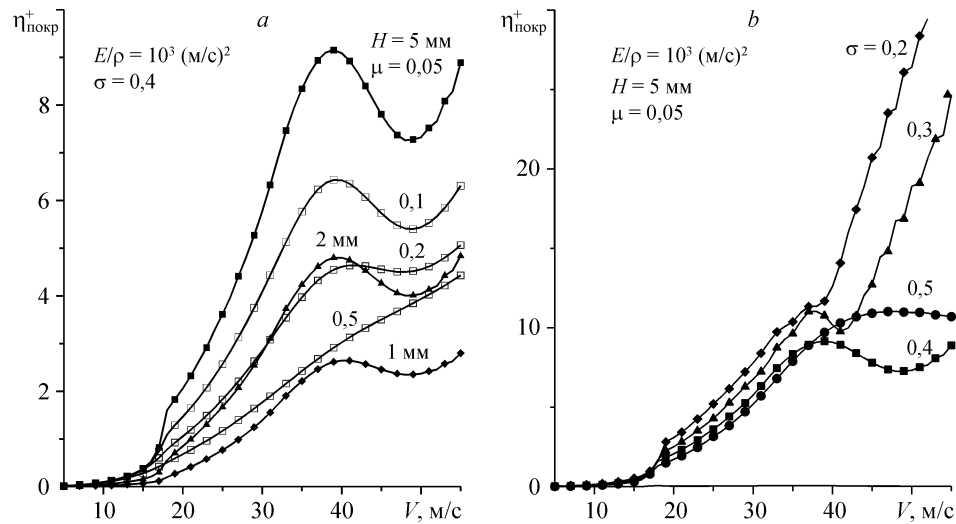 η⁺покр
a
E/ρ = 10³ (м/с)²
σ = 0,4
H = 5 мм
μ = 0,05
8
6
4
2
0
0,1
2 мм
0,2
0,5
1 мм
10
20
30
40
V, м/с
η⁺покр
b
E/ρ = 10³ (м/с)²
H = 5 мм
μ = 0,05
σ = 0,2
0,3
20
10
0
0,5
0,4
10
20
30
40
V, м/с